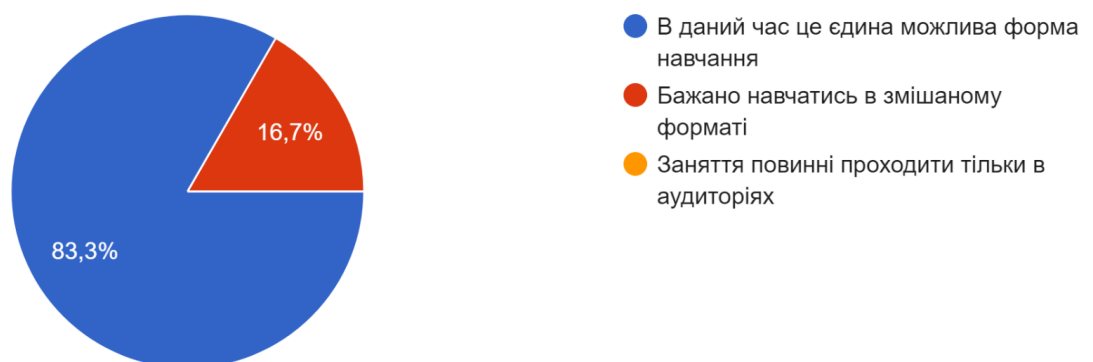 В даний час це єдина можлива форма
навчання
Бажано навчатись в змішаному
форматі
Заняття повинні проходити тільки в
аудиторіях
16,7%
83,3%